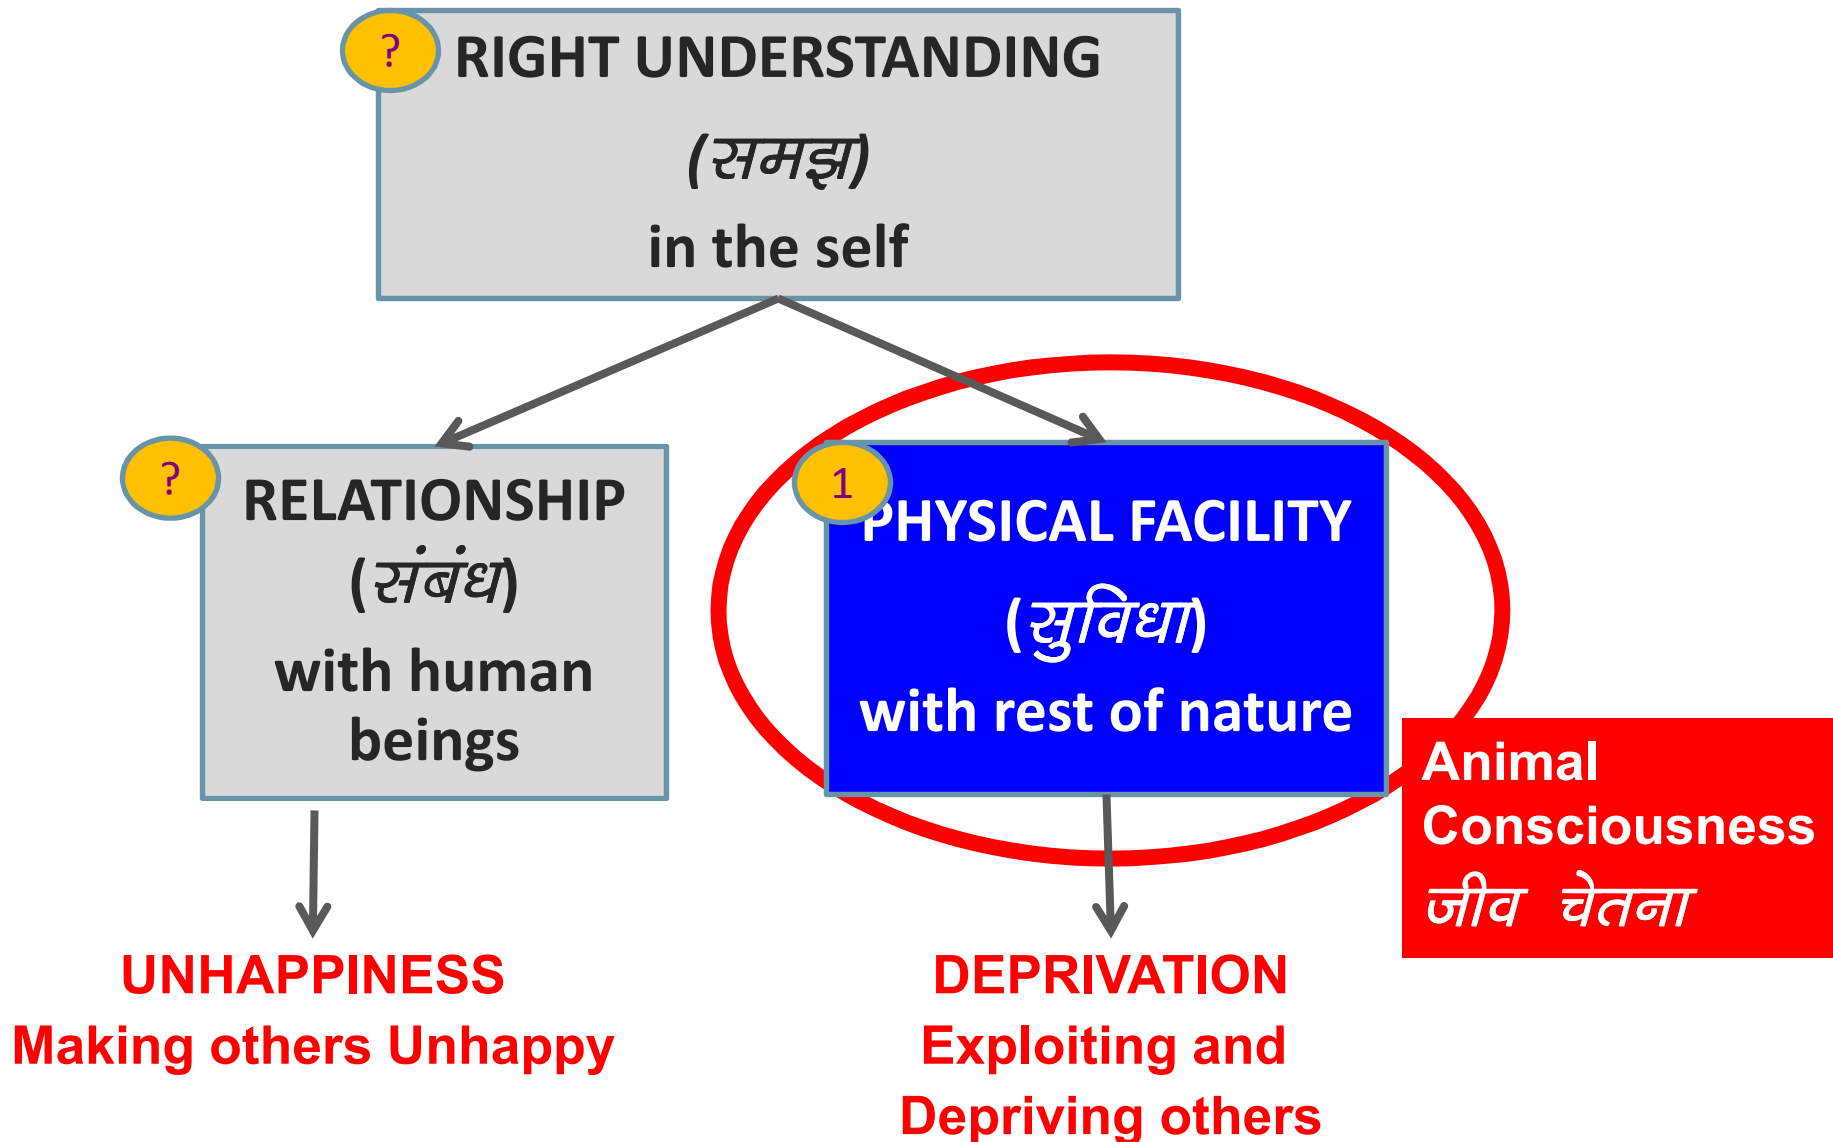 ?
RIGHT UNDERSTANDING
(समझ)
in the self
?
RELATIONSHIP
(संबंध)
with human
beings
1
PHYSICAL FACILITY
(सुविधा)
with rest of nature
Animal
Consciousness
जीव चेतना
UNHAPPINESS
Making others Unhappy
DEPRIVATION
Exploiting and
Depriving others